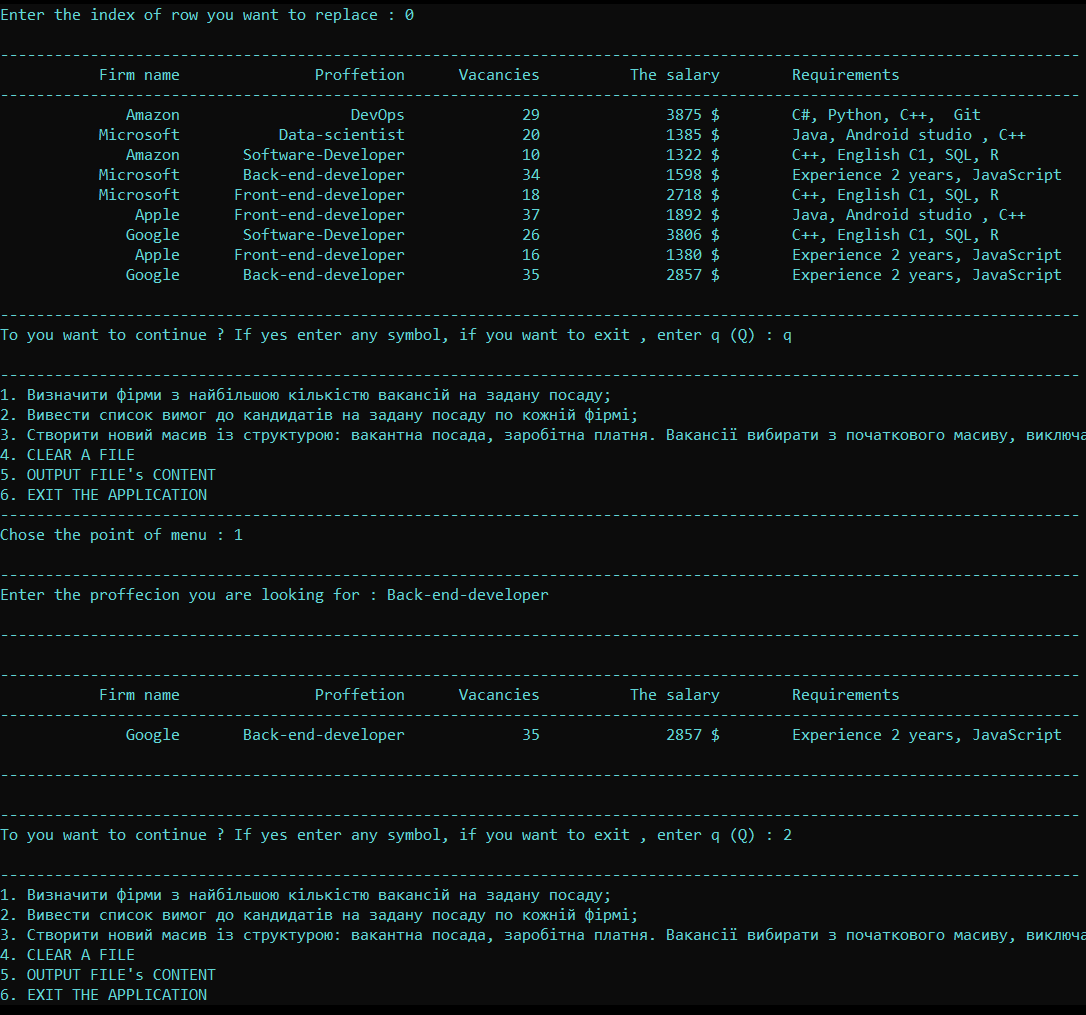 Enter the index of row you want to replace : 0
------------------------------------------------------------------------------------------------------------------------
Firm name Proffetion Vacancies The salary Requirements
------------------------------------------------------------------------------------------------------------------------
Amazon DevOps 29 3875 $ C#, Python, C++, Git
Microsoft Data-scientist 20 1385 $ Java, Android studio , C++
Amazon Software-Developer 10 1322 $ C++, English C1, SQL, R
Microsoft Back-end-developer 34 1598 $ Experience 2 years, JavaScript
Microsoft Front-end-developer 18 2718 $ C++, English C1, SQL, R
Apple Front-end-developer 37 1892 $ Java, Android studio , C++
Google Software-Developer 26 3806 $ C++, English C1, SQL, R
Apple Front-end-developer 16 1380 $ Experience 2 years, JavaScript
Google Back-end-developer 35 2857 $ Experience 2 years, JavaScript
------------------------------------------------------------------------------------------------------------------------
To you want to continue ? If yes enter any symbol, if you want to exit , enter q (Q) : q
------------------------------------------------------------------------------------------------------------------------
1. Визначити фірми з найбільшою кількістю вакансій на задану посаду;
2. Вивести список вимог до кандидатів на задану посаду по кожній фірмі;
3. Створити новий масив із структурою: вакантна посада, заробітна платня. Вакансії вибирати з початкового масиву, виключа
4. CLEAR A FILE
5. OUTPUT FILE's CONTENT
6. EXIT THE APPLICATION
------------------------------------------------------------------------------------------------------------------------
Chose the point of menu : 1
------------------------------------------------------------------------------------------------------------------------
Enter the proffecion you are looking for : Back-end-developer
------------------------------------------------------------------------------------------------------------------------
------------------------------------------------------------------------------------------------------------------------
Firm name Proffetion Vacancies The salary Requirements
------------------------------------------------------------------------------------------------------------------------
Google Back-end-developer 35 2857 $ Experience 2 years, JavaScript
------------------------------------------------------------------------------------------------------------------------
------------------------------------------------------------------------------------------------------------------------
To you want to continue ? If yes enter any symbol, if you want to exit , enter q (Q) : 2
------------------------------------------------------------------------------------------------------------------------
1. Визначити фірми з найбільшою кількістю вакансій на задану посаду;
2. Вивести список вимог до кандидатів на задану посаду по кожній фірмі;
3. Створити новий масив із структурою: вакантна посада, заробітна платня. Вакансії вибирати з початкового масиву, виключа
4. CLEAR A FILE
5. OUTPUT FILE's CONTENT
6. EXIT THE APPLICATION